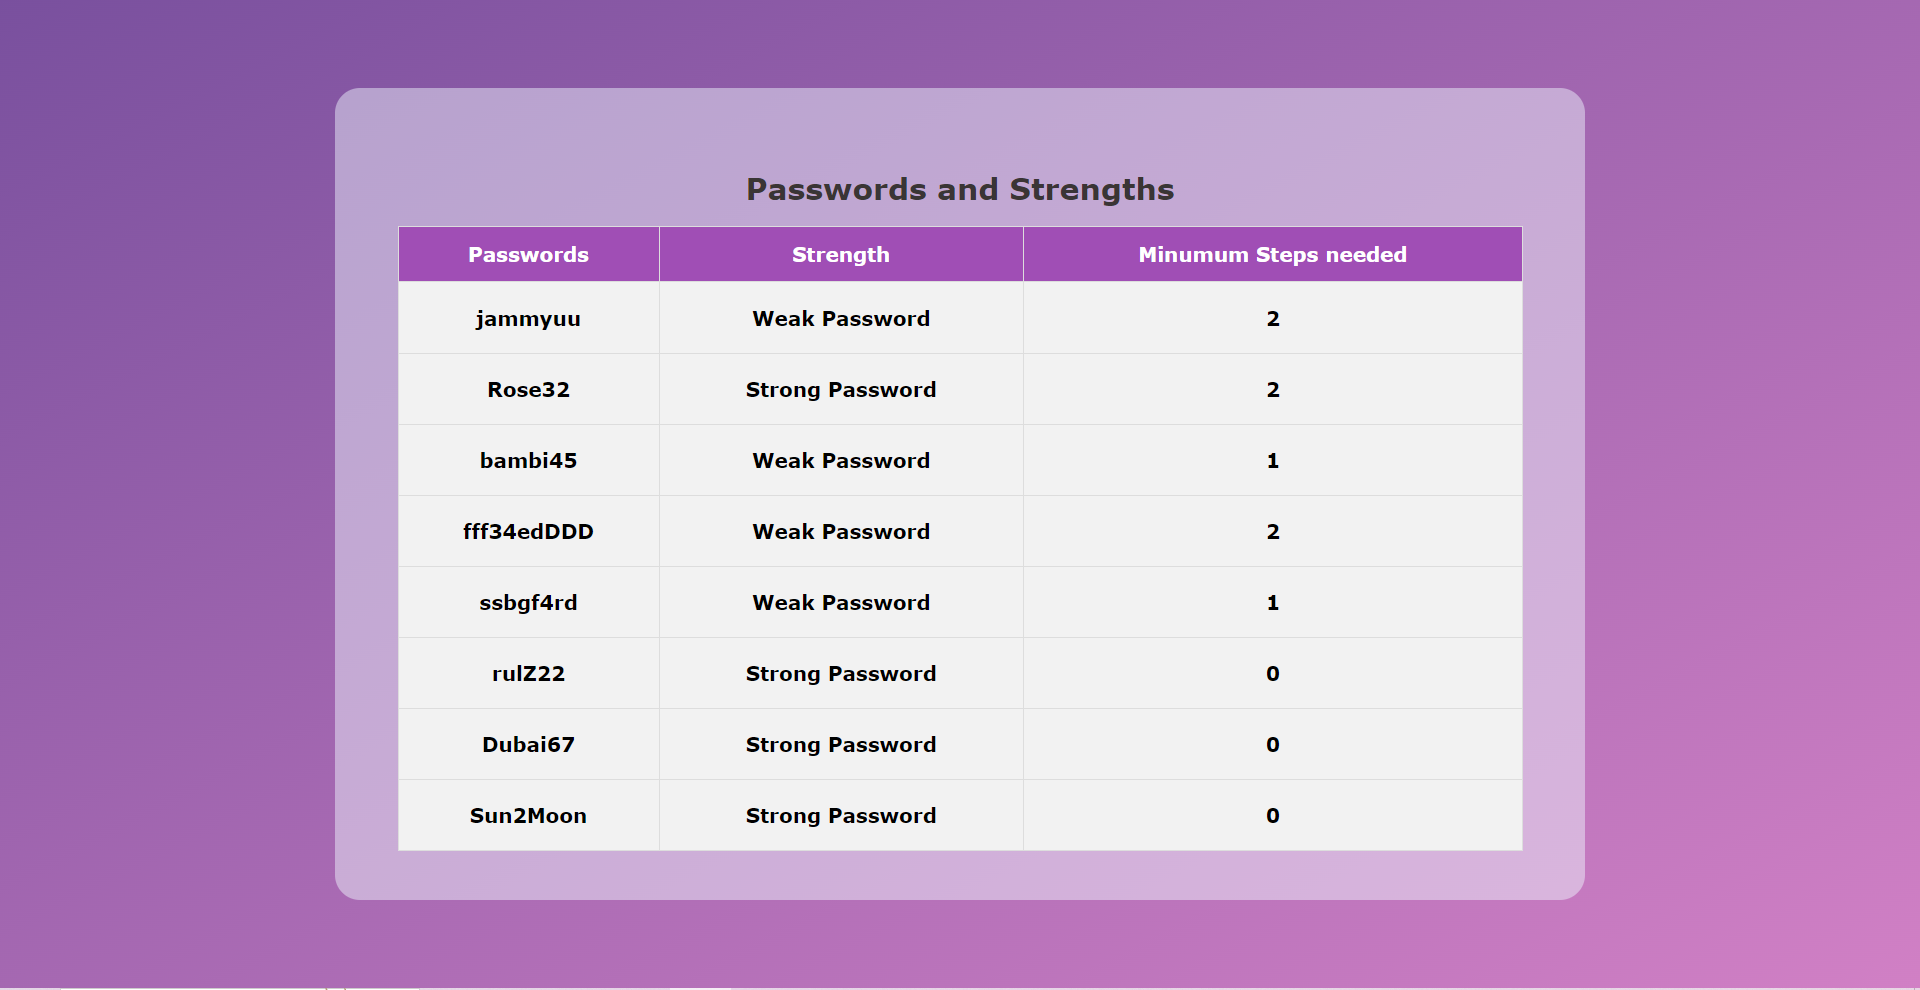 Passwords and Strengths
Passwords Strength Minumum Steps needed
jammyuu Weak Password 2
Rose32 Strong Password 2
bambi45 Weak Password 1
fff34edDDD Weak Password 2
ssbgf4rd Weak Password 1
rulZ22 Strong Password 0
Dubai67 Strong Password 0
Sun2Moon Strong Password 0